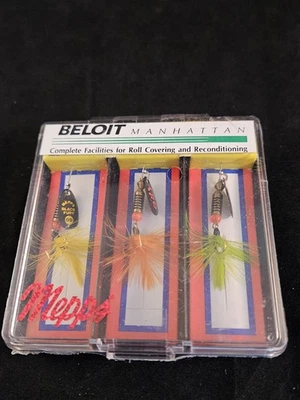 BELOIT MANHATTAN
Complete Facilities for Roll Covering and Reconditioning
Mepps